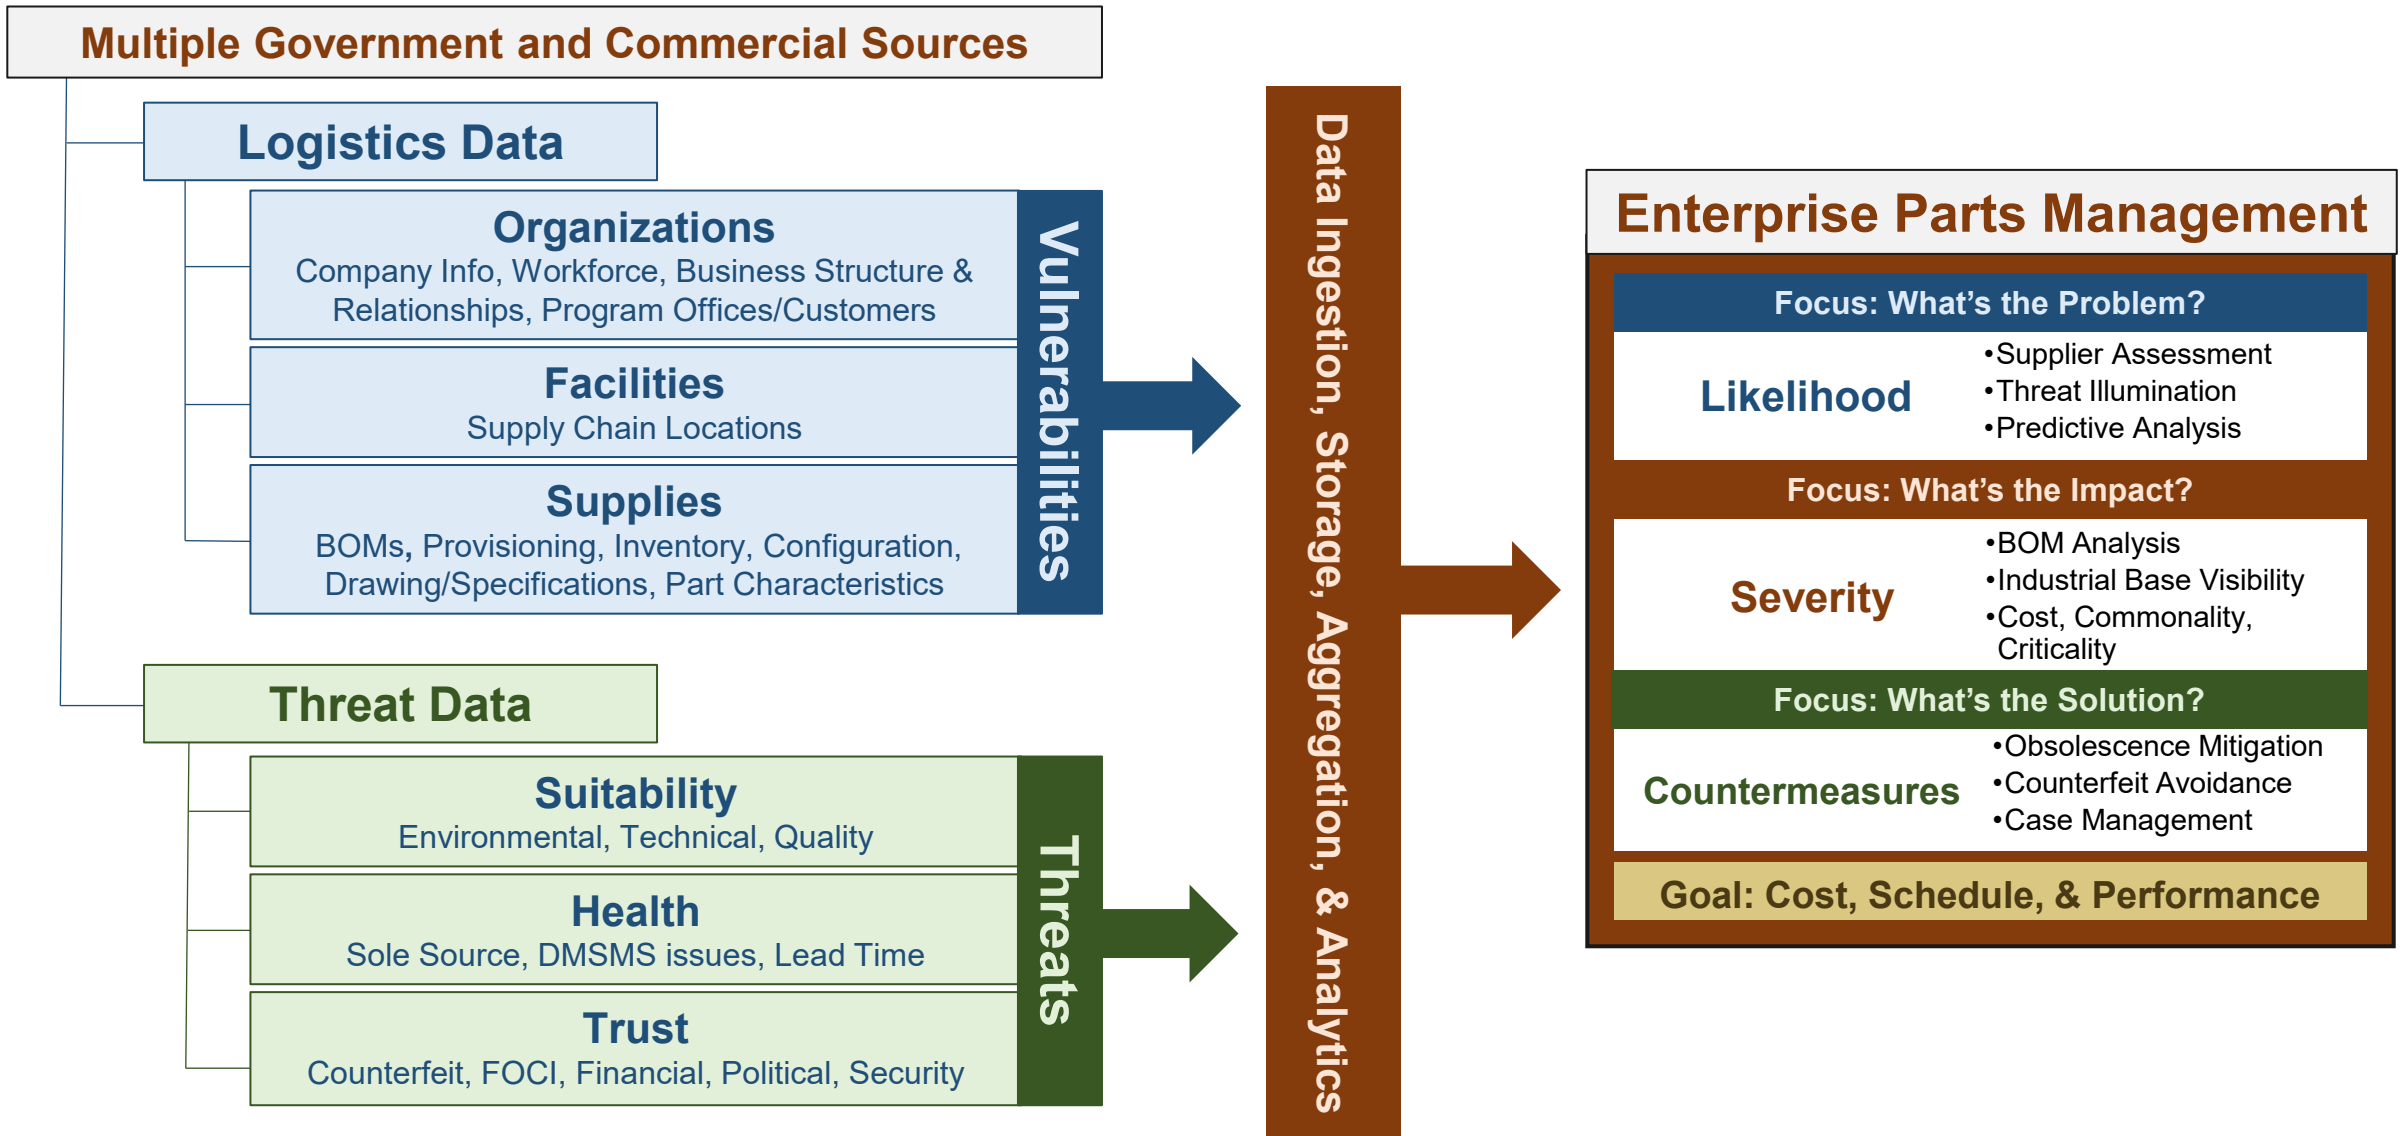 Multiple Government and Commercial Sources
Logistics Data
Organizations
Company Info, Workforce, Business Structure &
Relationships, Program Offices/Customers
Facilities
Supply Chain Locations
Supplies
BOMs, Provisioning, Inventory, Configuration,
Drawing/Specifications, Part Characteristics
Vulnerabilities
Threat Data
Suitability
Environmental, Technical, Quality
Health
Sole Source, DMSMS issues, Lead Time
Trust
Counterfeit, FOCI, Financial, Political, Security
Threats
Data Ingestion, Storage, Aggregation, & Analytics
Enterprise Parts Management
Focus: What’s the Problem?
Likelihood
•Supplier Assessment
•Threat Illumination
•Predictive Analysis
Focus: What’s the Impact?
Severity
•BOM Analysis
•Industrial Base Visibility
•Cost, Commonality,
Criticality
Focus: What’s the Solution?
Countermeasures
•Obsolescence Mitigation
•Counterfeit Avoidance
•Case Management
Goal: Cost, Schedule, & Performance